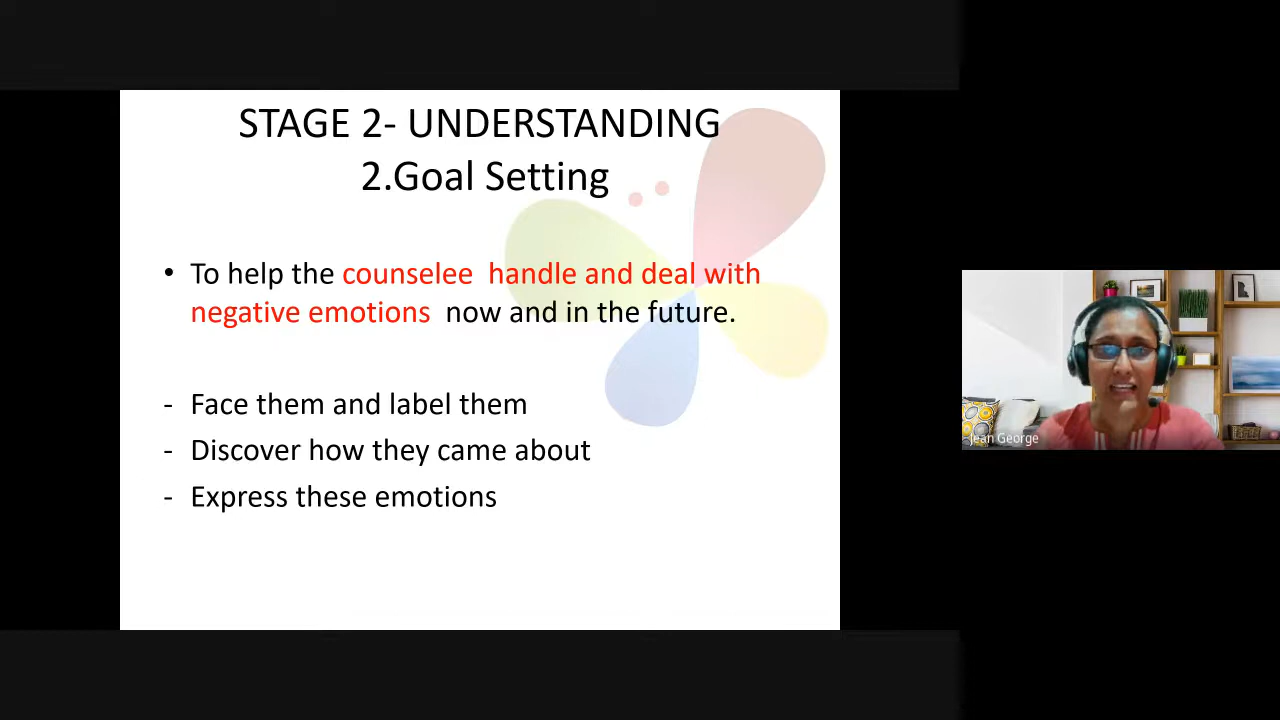 STAGE 2- UNDERSTANDING
2.Goal Setting
• To help the counselee  handle and deal with
negative emotions  now and in the future.
- Face them and label them
- Discover how they came about
- Express these emotions
Jean George